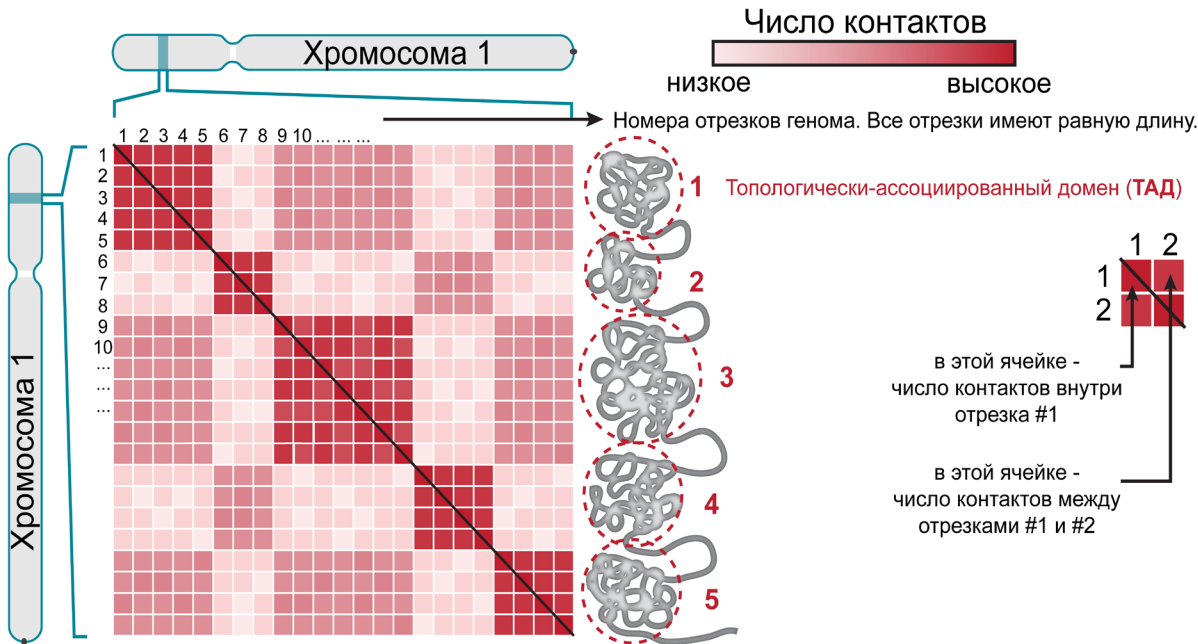 Число контактов
Хромосома 1
низкое высокое
Номера отрезков генома. Все отрезки имеют равную длину.
1 2 3 4 5 6 7 8 9 10 ... ... ...
1
2
3
4
5
6
7
8
9
10
...
...
...
Хромосома 1
1 Топологически-ассоциированный домен (ТАД)
2
3
4
5
1 2
1
2
в этой ячейке -
число контактов внутри
отрезка #1
в этой ячейке -
число контактов между
отрезками #1 и #2